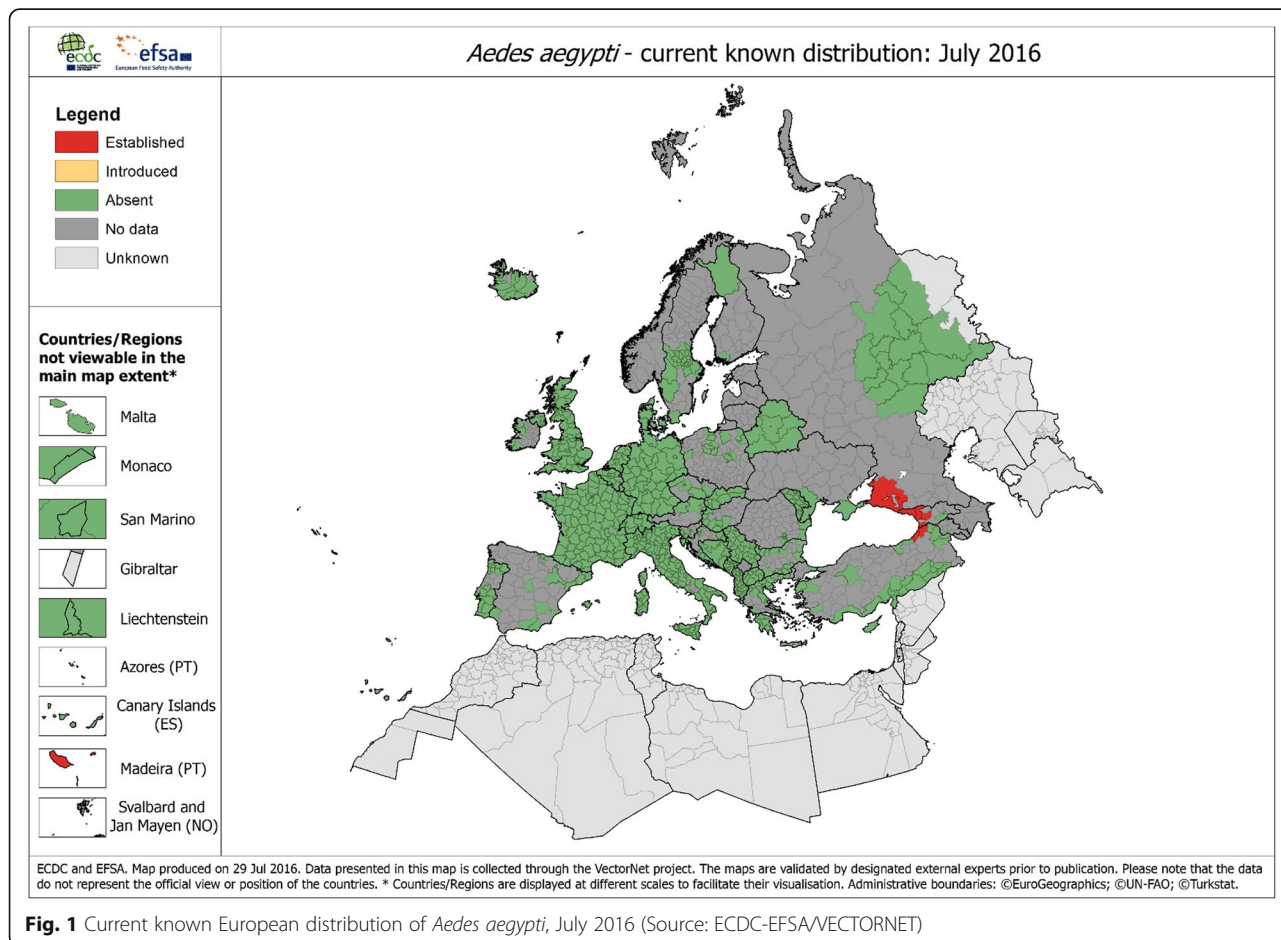 ecdc
efsa
European Food Safety Authority
Aedes aegypti - current known distribution: July 2016
Legend
Established
Introduced
Absent
No data
Unknown
Countries/Regions
not viewable in the
main map extent*
Malta
Monaco
San Marino
Gibraltar
Liechtenstein
Azores (PT)
Canary Islands
(ES)
Madeira (PT)
Svalbard and
Jan Mayen (NO)
ECDC and EFSA. Map produced on 29 Jul 2016. Data presented in this map is collected through the VectorNet project. The maps are validated by designated external experts prior to publication. Please note that the data
do not represent the official view or position of the countries. * Countries/Regions are displayed at different scales to facilitate their visualisation. Administrative boundaries: ©EuroGeographics; ©UN-FAO; ©Turkstat.
Fig. 1 Current known European distribution of Aedes aegypti, July 2016 (Source: ECDC-EFSA/VECTORNET)